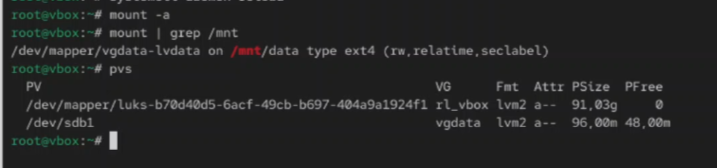 root@vbox:~# mount -a
root@vbox:~# mount | grep /mnt
/dev/mapper/vgdata-lvdata on /mnt/data type ext4 (rw,relatime,seclabel)
root@vbox:~# pvs
PV VG Fmt Attr PSize PFree
/dev/mapper/luks-b70d40d5-6acf-49cb-b697-404a9a1924f1 rl_vbox lvm2 a-- 91,03g 0
/dev/sdb1 vgdata lvm2 a-- 96,00m 48,00m
root@vbox:~#